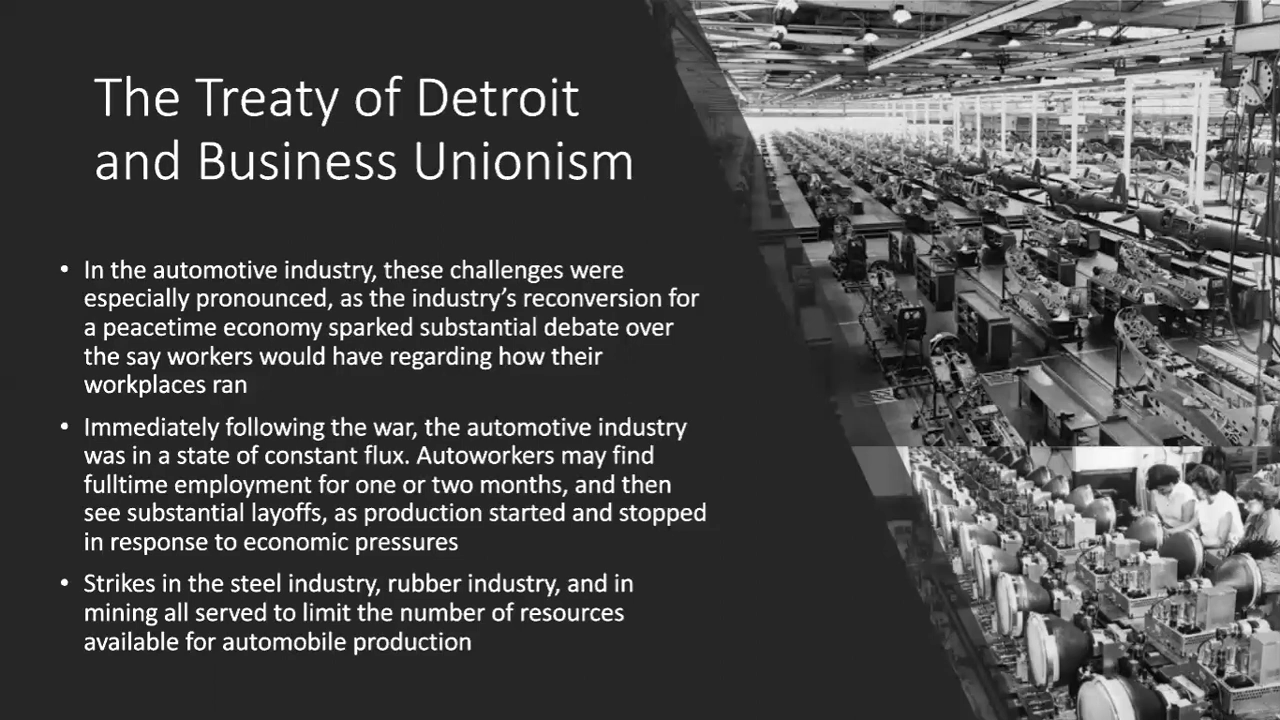 The Treaty of Detroit
and Business Unionism
• In the automotive industry, these challenges were
especially pronounced, as the industry’s reconversion for
a peacetime economy sparked substantial debate over
the say workers would have regarding how their
workplaces ran
• Immediately following the war, the automotive industry
was in a state of constant flux. Autoworkers may find
fulltime employment for one or two months, and then
see substantial layoffs, as production started and stopped
in response to economic pressures
• Strikes in the steel industry, rubber industry, and in
mining all served to limit the number of resources
available for automobile production